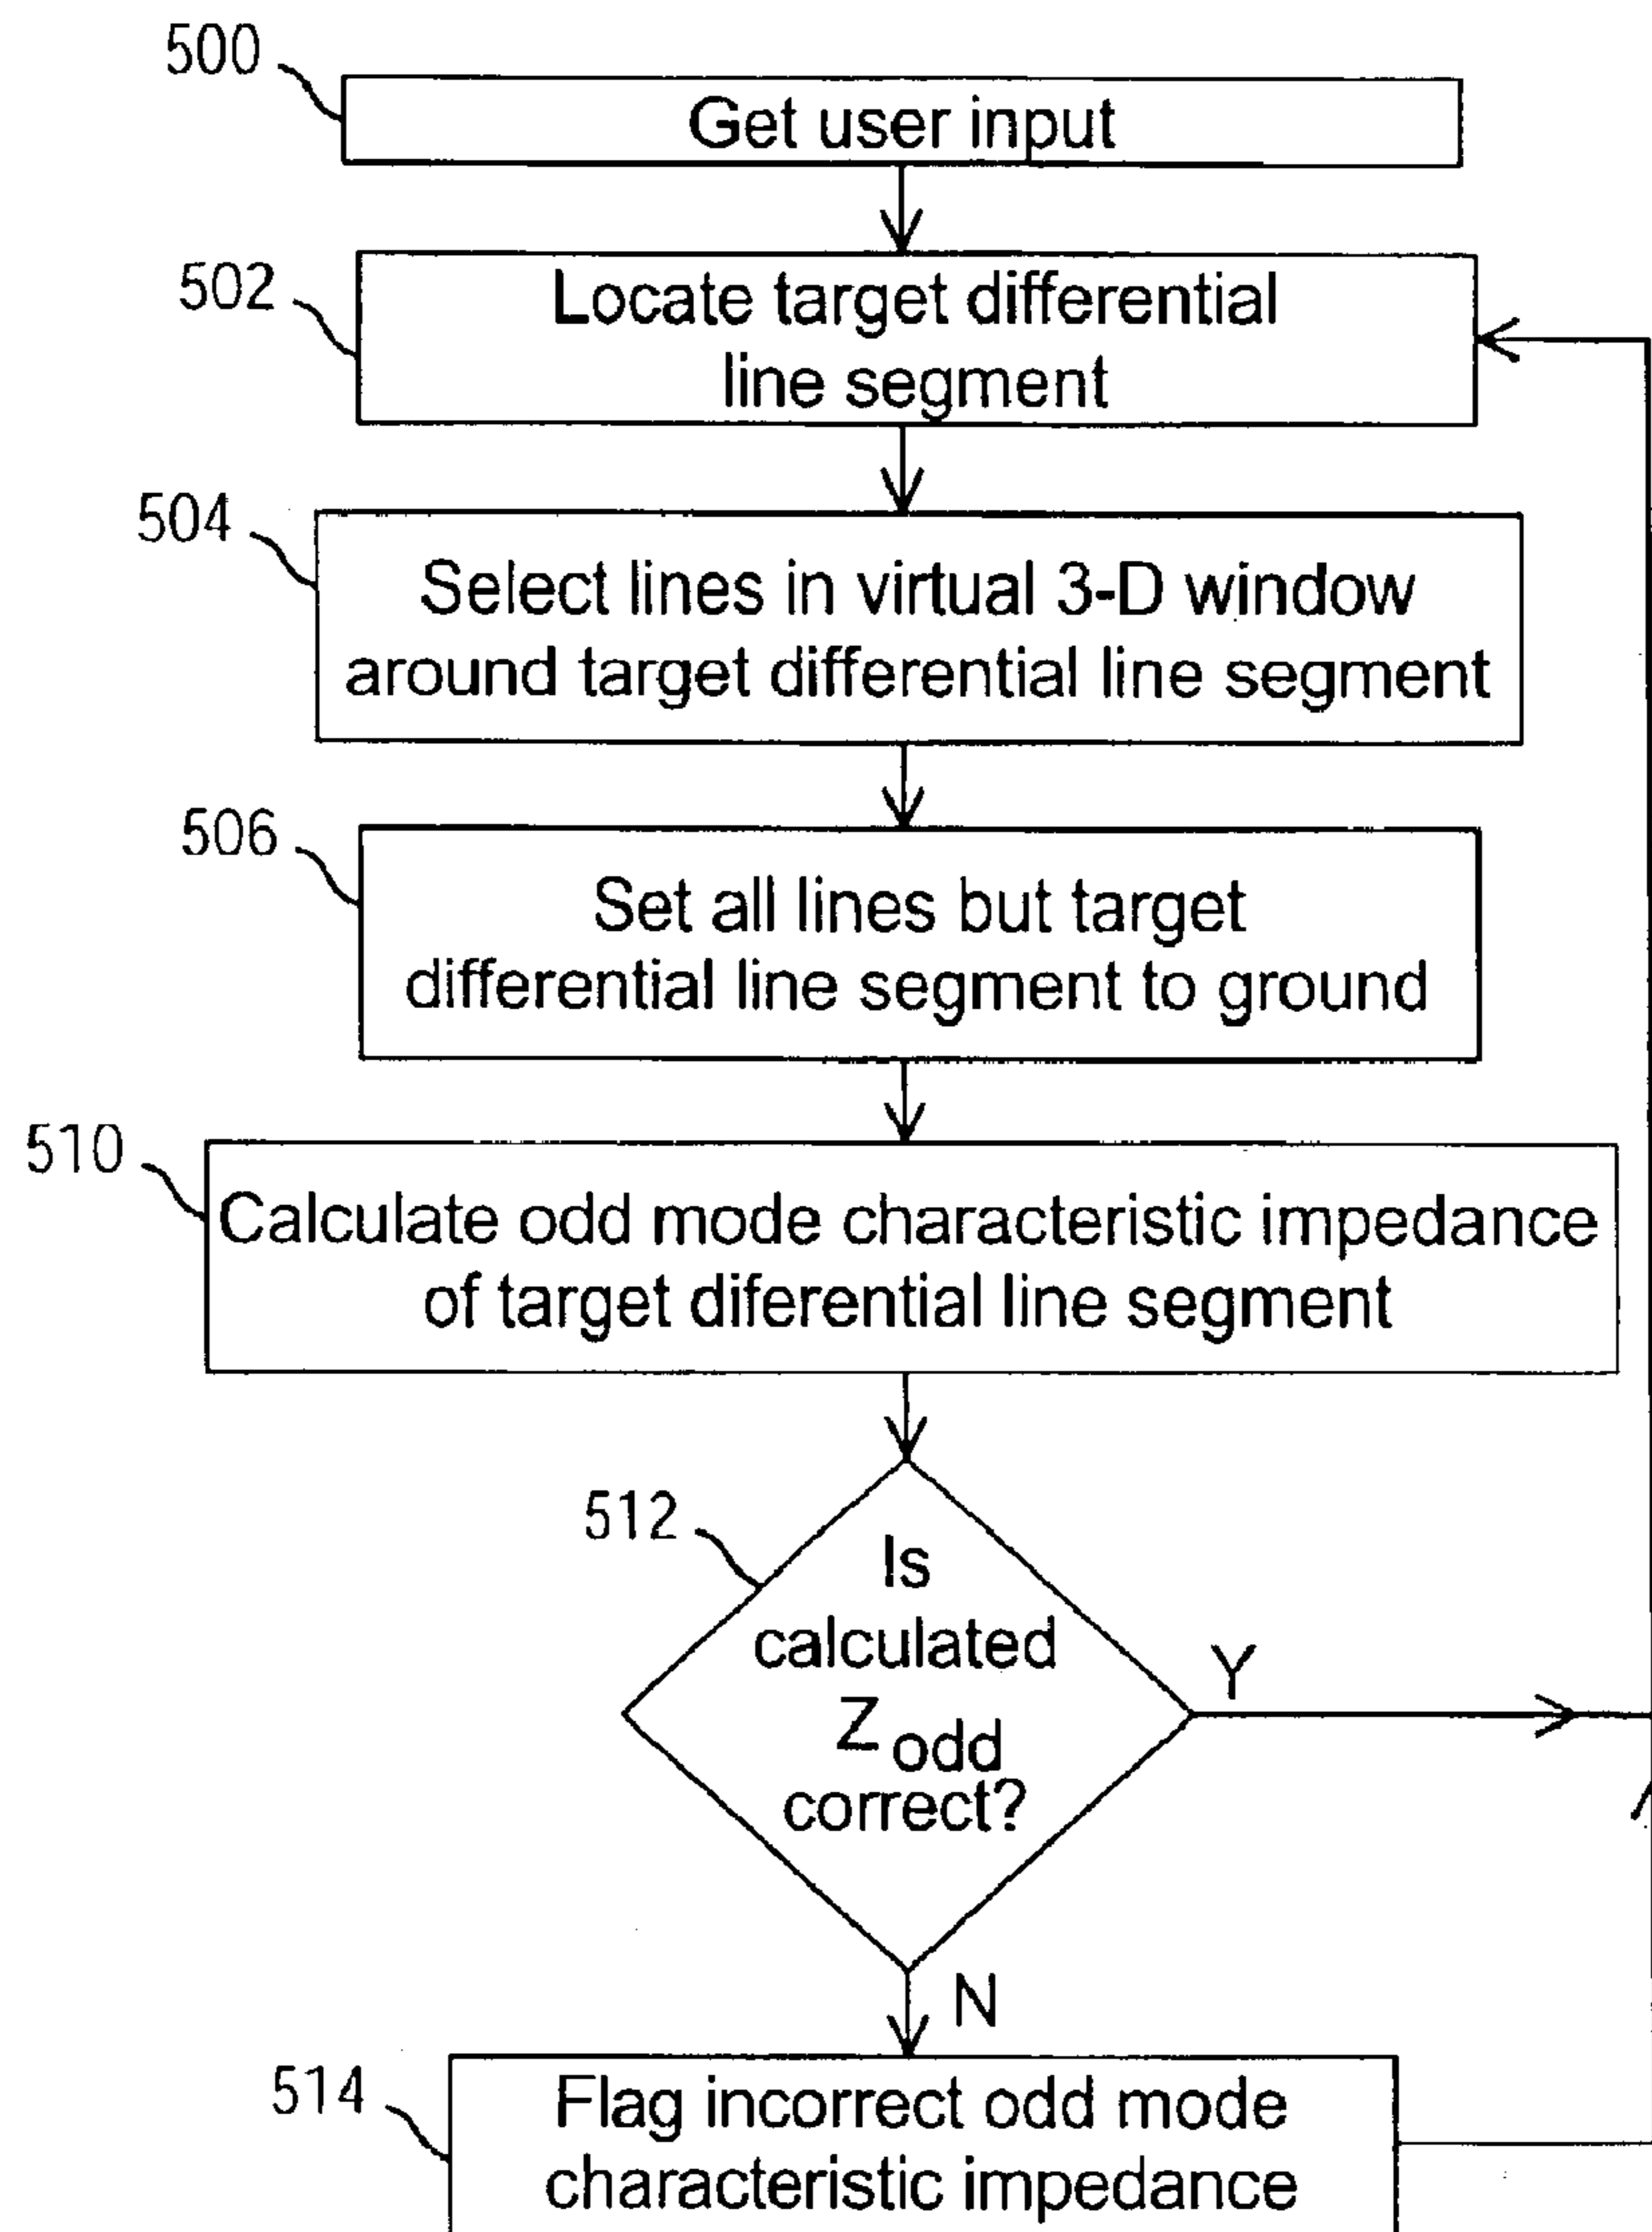 500
Get user input
502
Locate target differential
line segment
504
Select lines in virtual 3-D window
around target differential line segment
506
Set all lines but target
differential line segment to ground
510
Calculate odd mode characteristic impedance
of target diferential line segment
512
Is
calculated
Z odd
correct?
Y
N
514
Flag incorrect odd mode
characteristic impedance